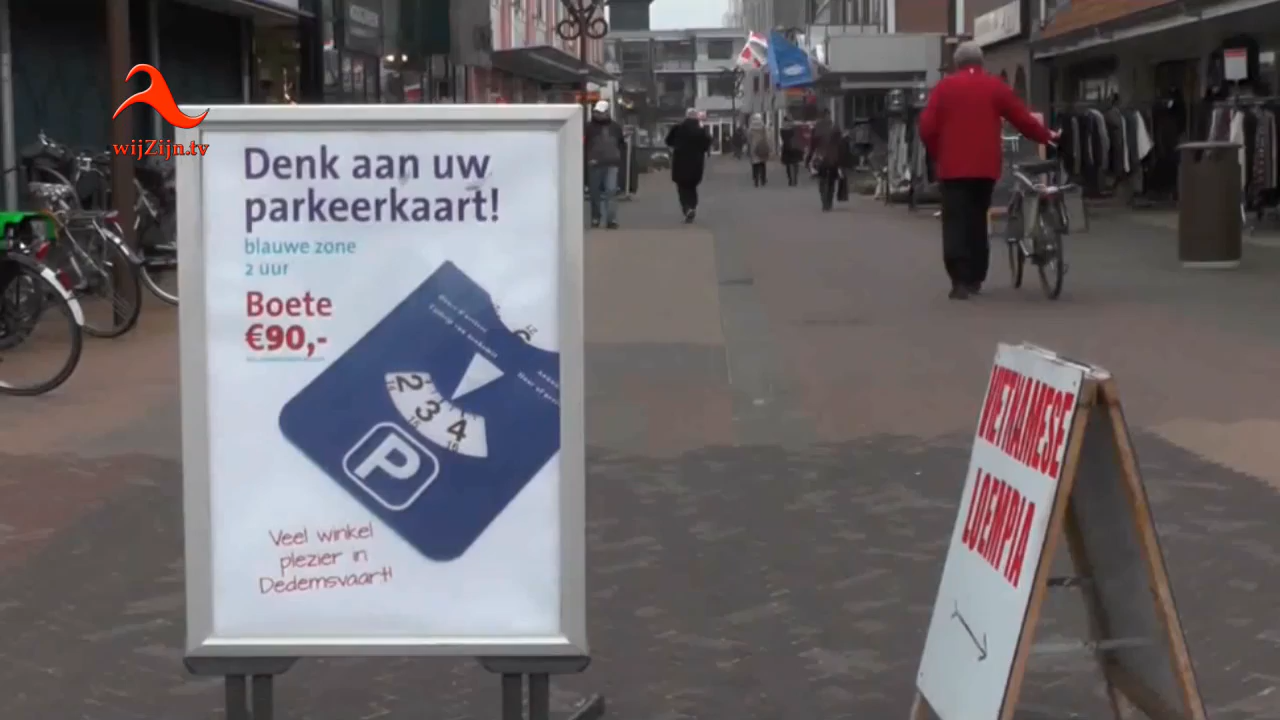 wijZijn.tv
Denk aan uw
parkeerkaart!
blauwe zone
2 uur
Boete
€90,-
2
3
4
P
Veel winkel
plezier in
Dedemsvaart!
VIETNAMESE
LOEMPIA